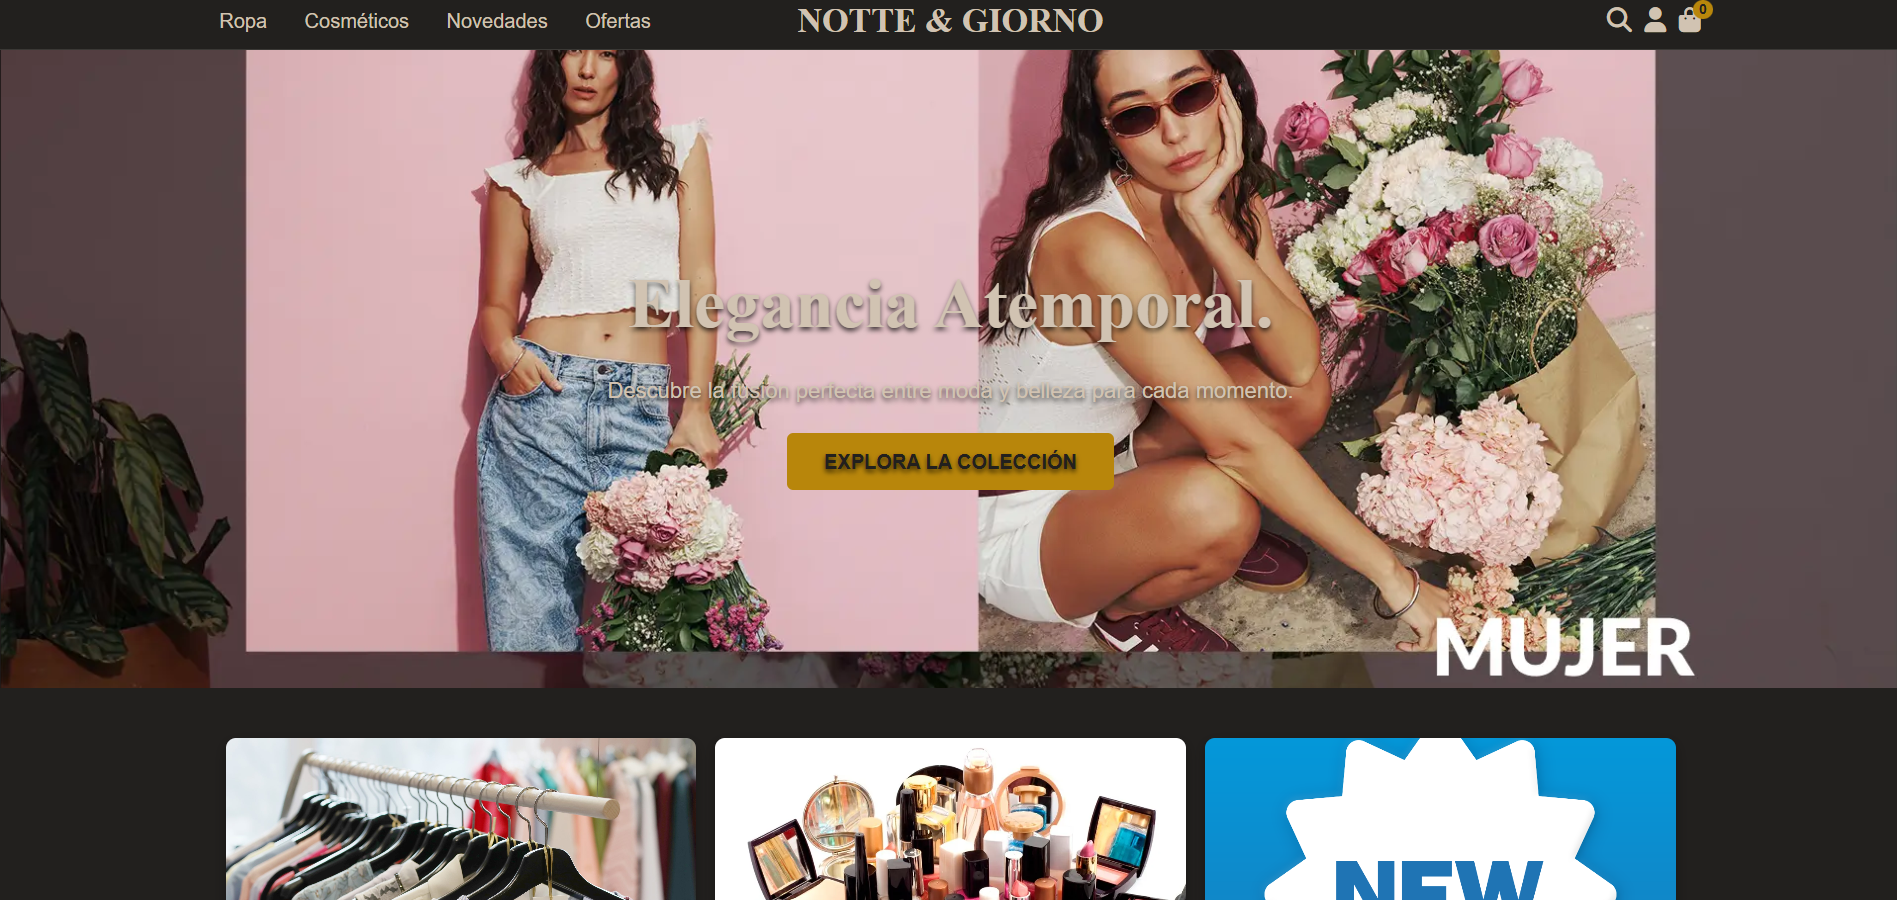 Ropa Cosméticos Novedades Ofertas NOTTE & GIORNO 0
Elegancia Atemporal.
Descubre la fusión perfecta entre moda y belleza para cada momento.
EXPLORA LA COLECCIÓN
MUJER
NEW